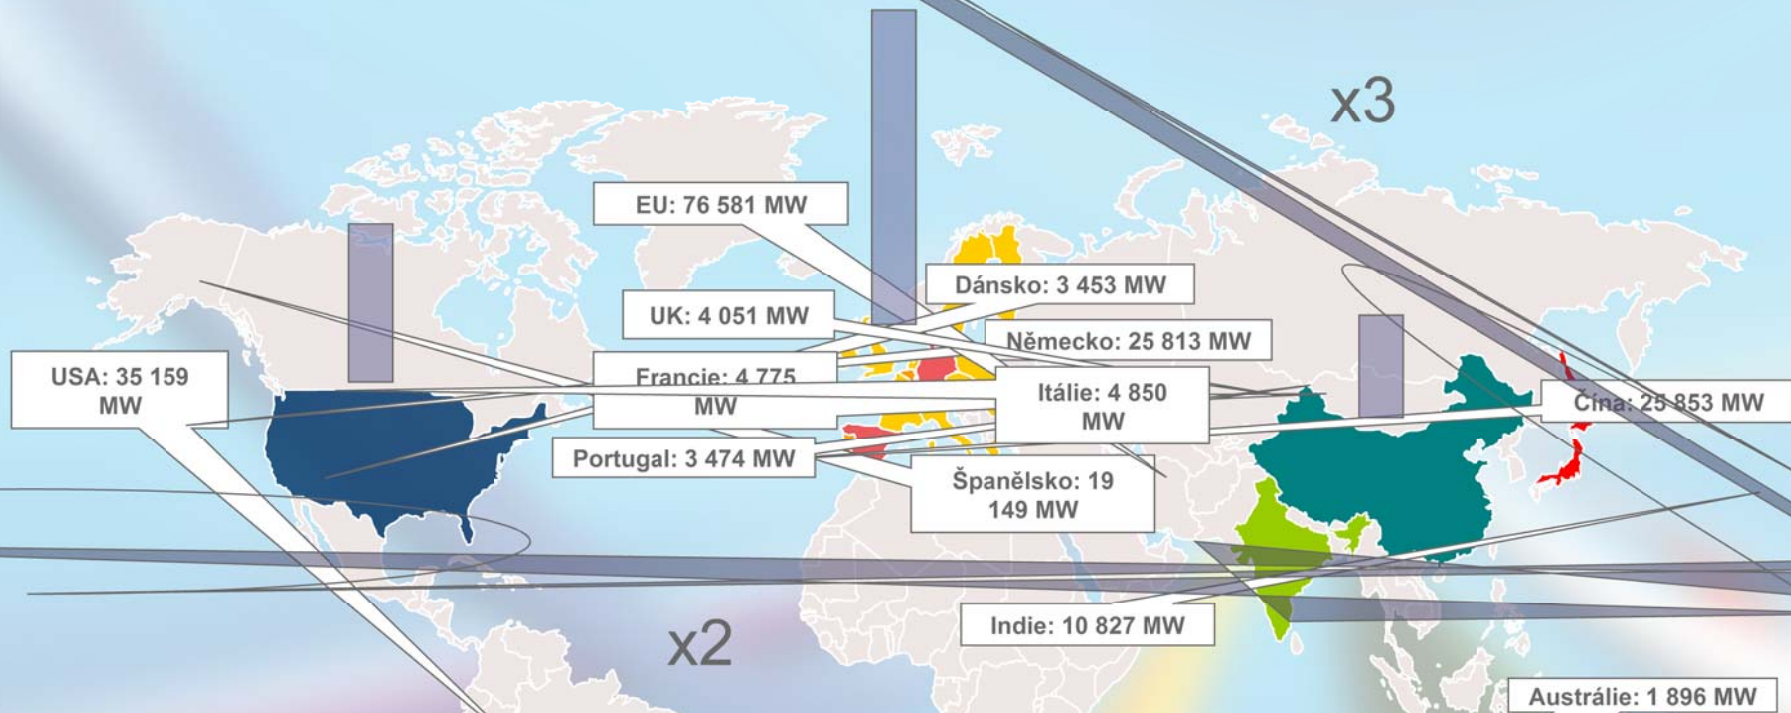 x3
EU: 76 581 MW
Dánsko: 3 453 MW
UK: 4 051 MW
Německo: 25 813 MW
USA: 35 159
MW
Francie: 4 775
MW
Itálie: 4 850
MW
Čína: 25 853 MW
Portugal: 3 474 MW
Španělsko: 19
149 MW
Indie: 10 827 MW
x2
Austrálie: 1 896 MW